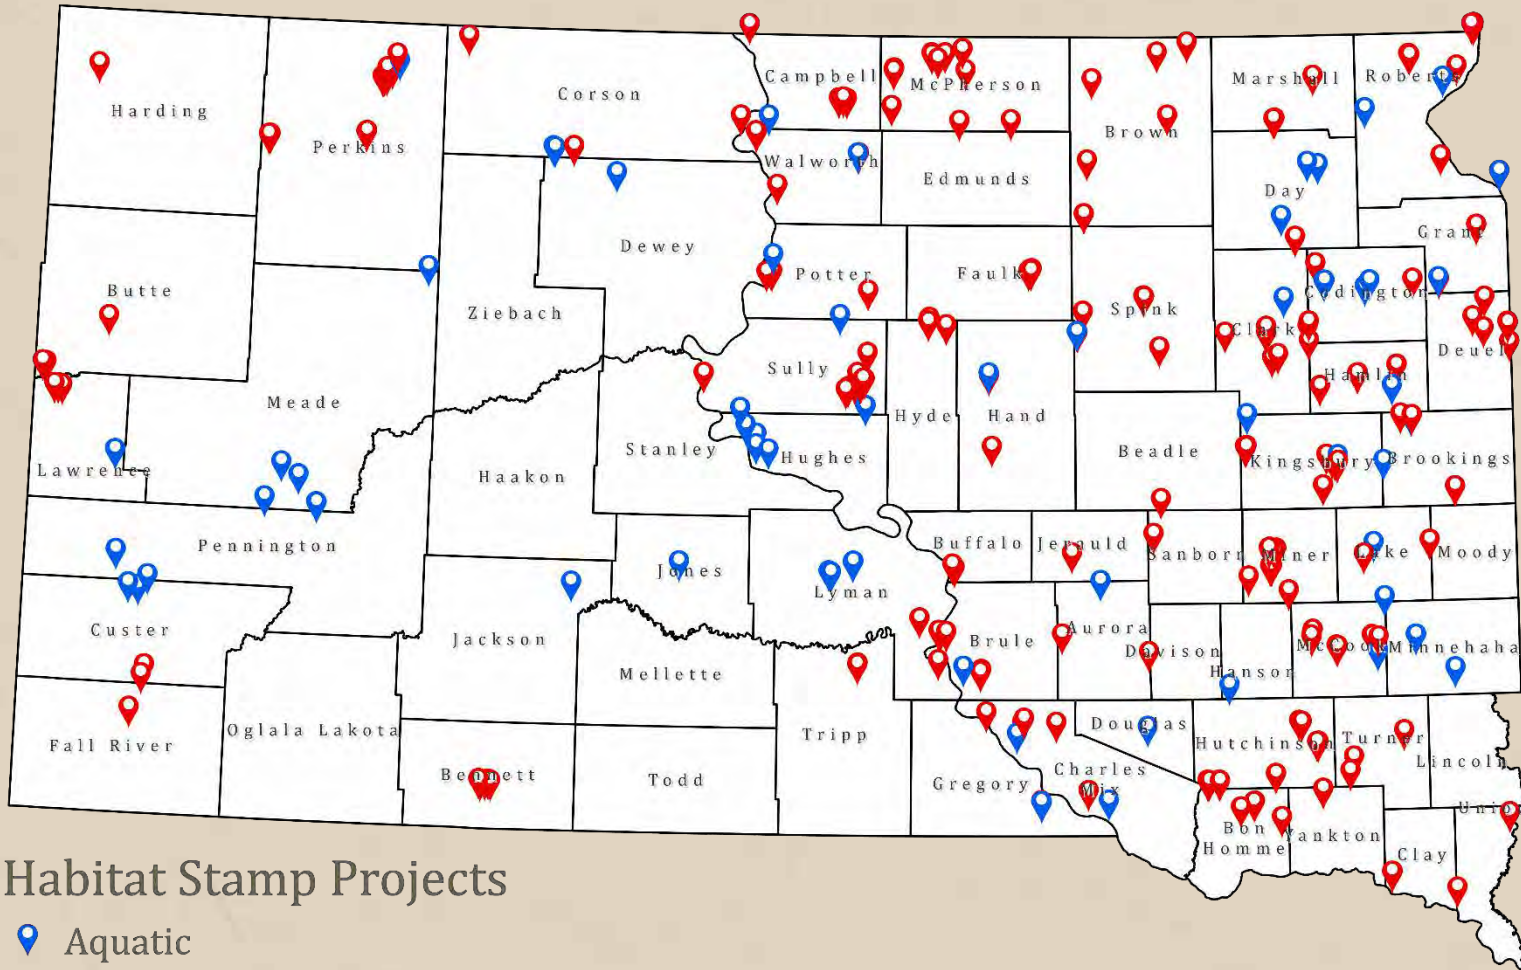 Campbell
McPherson
Marshall
Roberts
Harding
Corson
Brown
Perkins
Walworth
Edmunds
Day
Grant
Dewey
Butte
Potter
Faulk
Codington
Ziebach
Spink
Clark
Deuel
Sully
Hamlin
Meade
Hyde
Hand
Stanley
Hughes
Beadle
Kingsbury
Brookings
Lawrence
Haakon
Pennington
Buffalo
Jerauld
Sanborn
Miner
Lake
Moody
Jones
Lyman
Custer
Jackson
Brule
Aurora
Davison
Hanson
McCook
Minnehaha
Mellette
Fall River
Oglala Lakota
Tripp
Douglas
Hutchinson
Turner
Lincoln
Bennett
Todd
Gregory
Charles
Mix
Union
Bon
Homme
Yankton
Clay
Habitat Stamp Projects
Aquatic